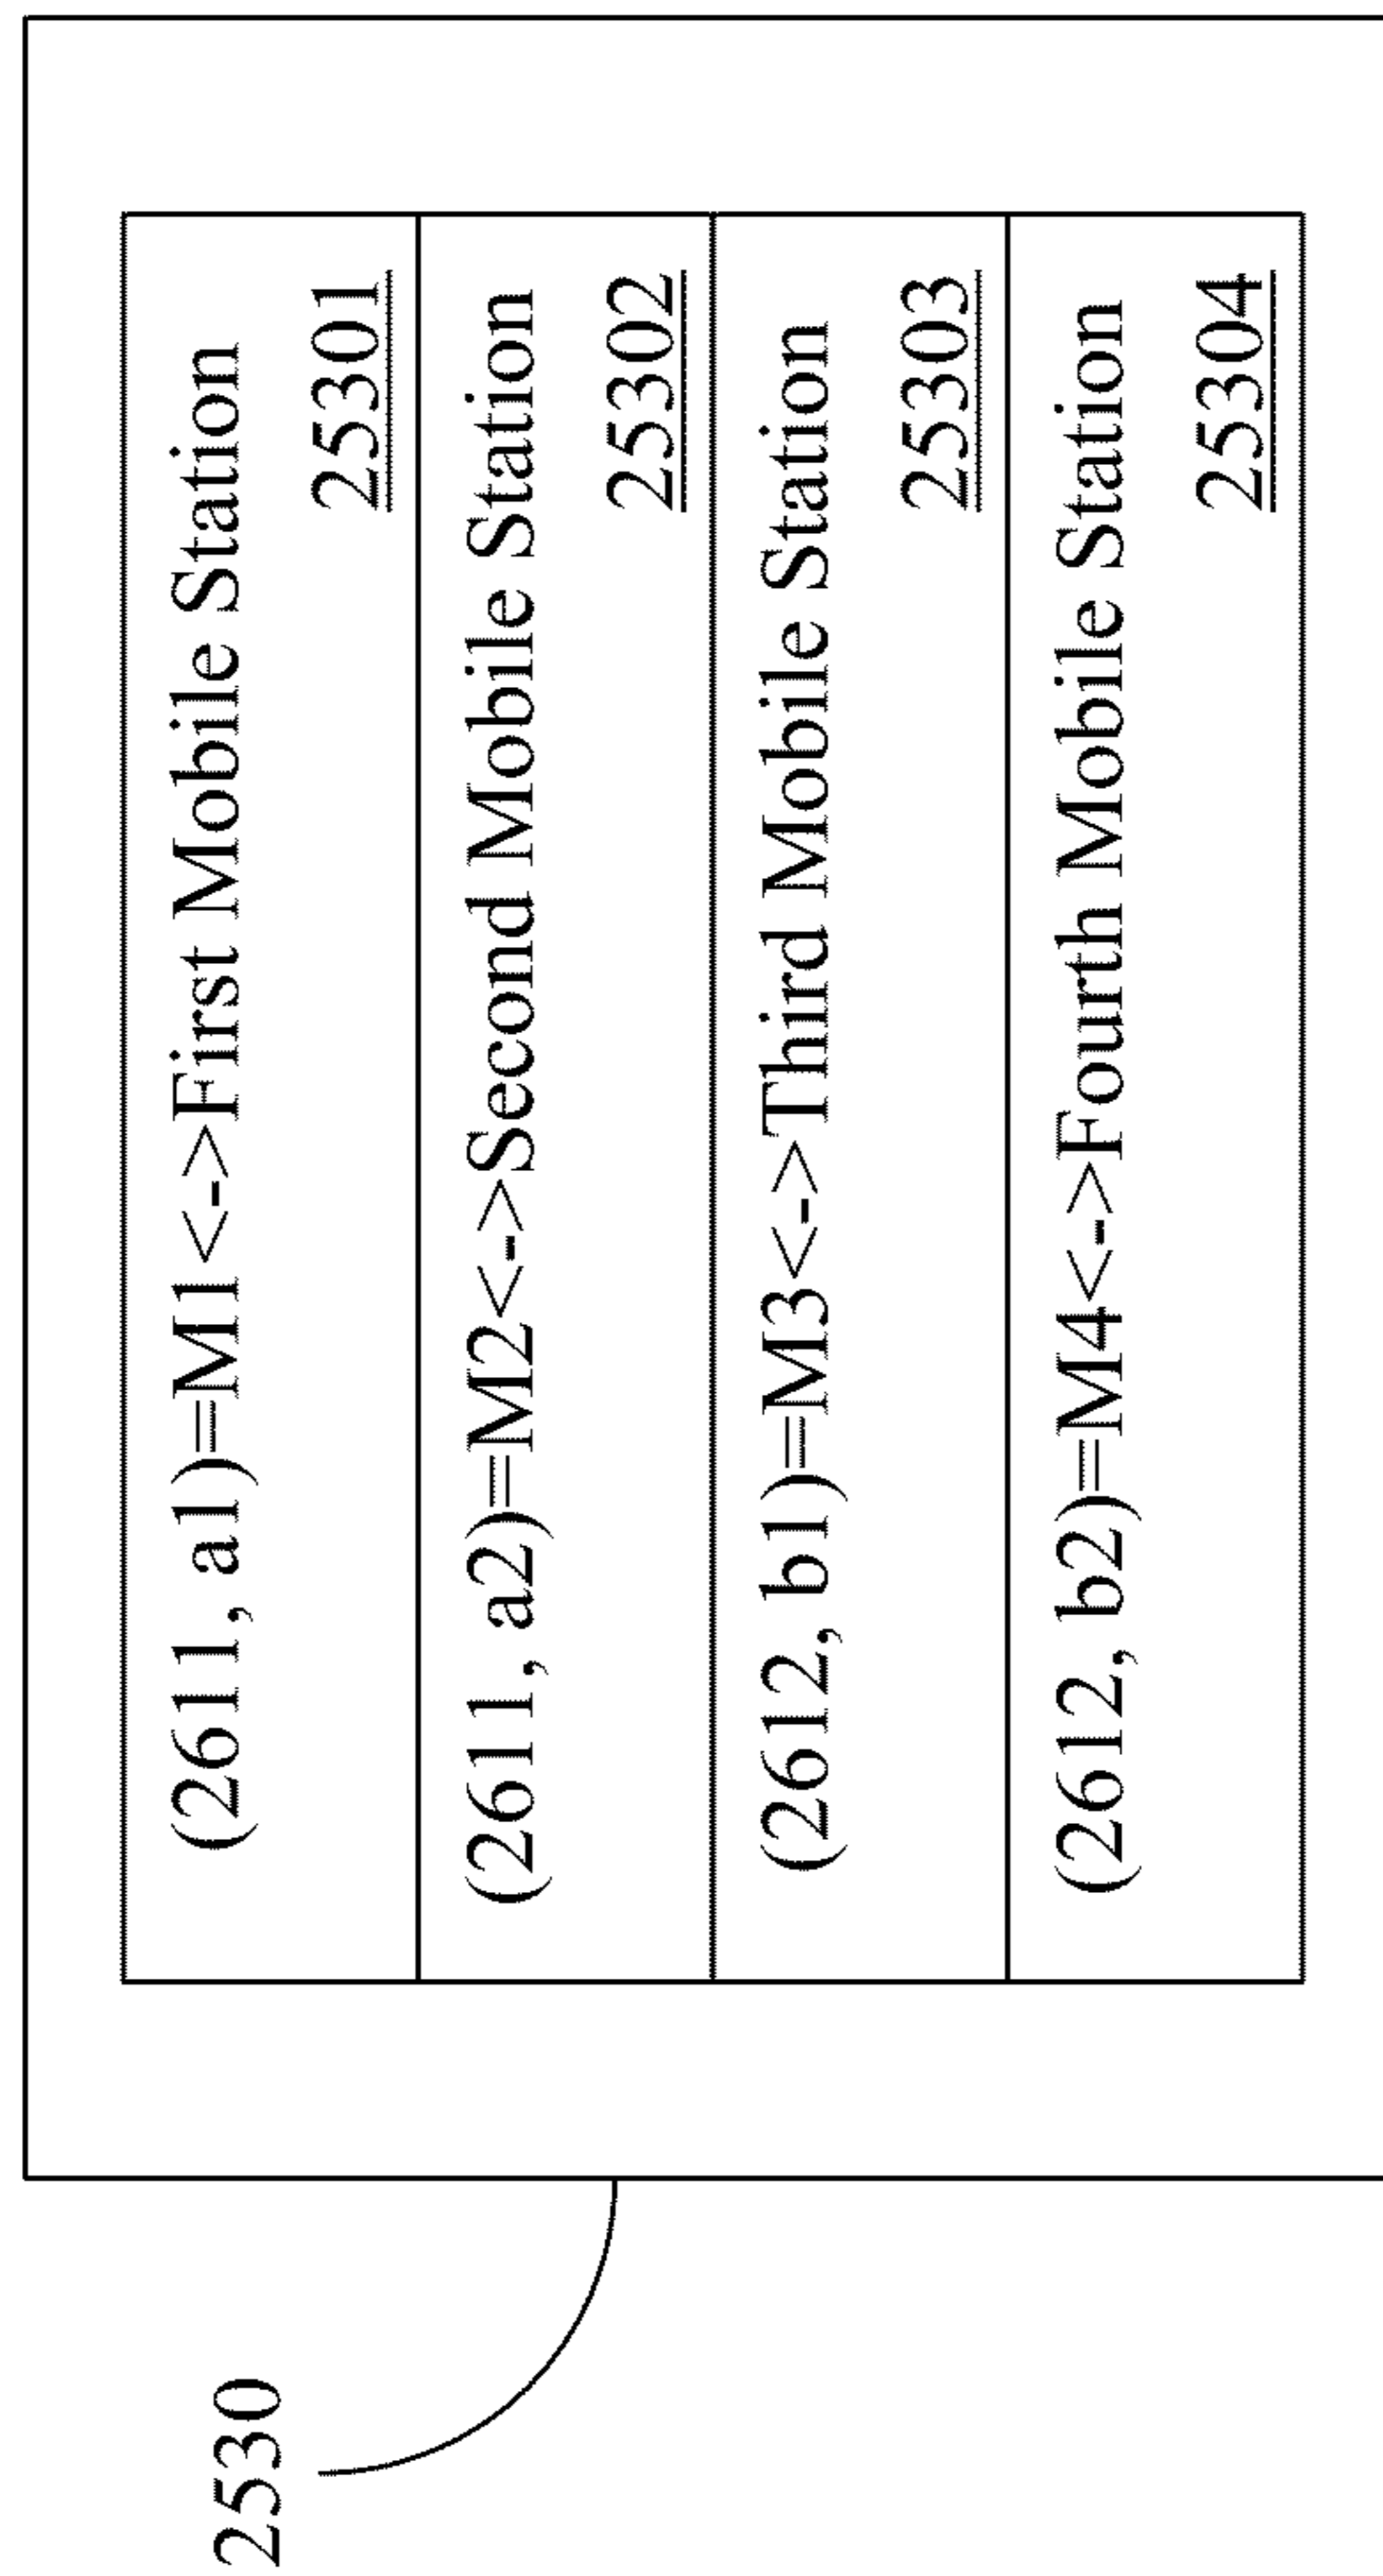 2530
(2611, a1)=M1<->First Mobile Station
25301
(2611, a2)=M2<->Second Mobile Station
25302
(2612, b1)=M3<->Third Mobile Station
25303
(2612, b2)=M4<->Fourth Mobile Station
25304